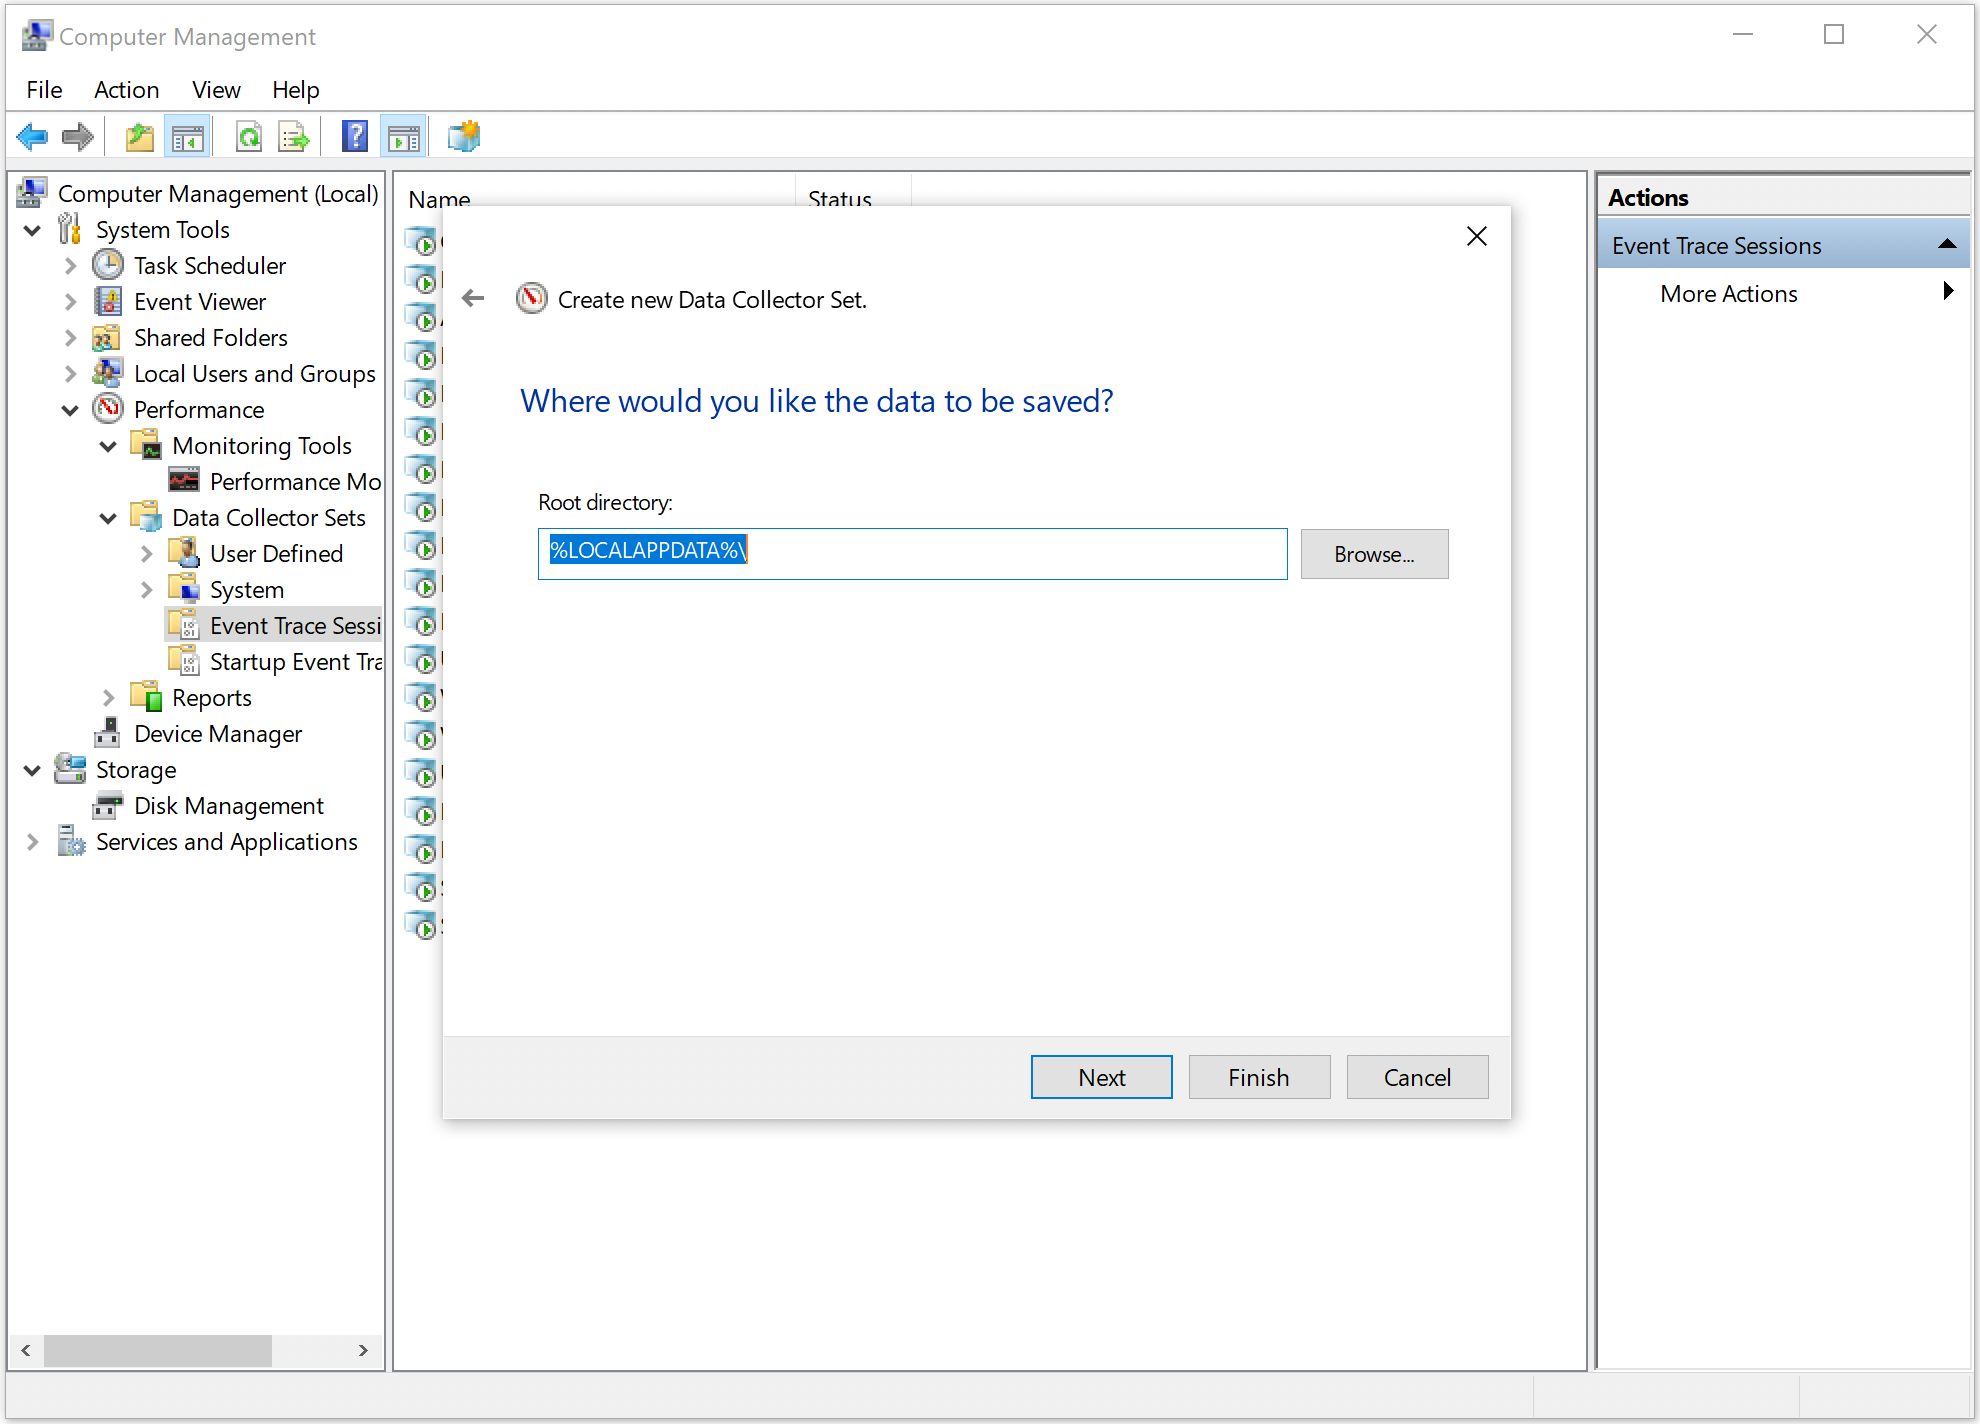 Computer Management
File Action View Help
Computer Management (Local)
System Tools
Task Scheduler
Event Viewer
Shared Folders
Local Users and Groups
Performance
Monitoring Tools
Performance Mo
Data Collector Sets
User Defined
System
Event Trace Sessi
Startup Event Tra
Reports
Device Manager
Storage
Disk Management
Services and Applications
Name Status
Create new Data Collector Set.
Where would you like the data to be saved?
Root directory:
%LOCALAPPDATA%\
Browse...
Next Finish Cancel
Actions
Event Trace Sessions
More Actions